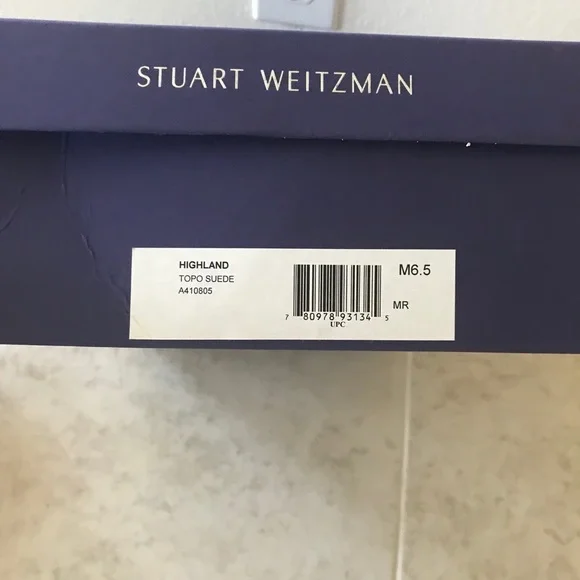 STUART WEITZMAN
HIGHLAND
TOPO SUEDE
A410805
M6.5
MR
7 80978 93134 5
UPC